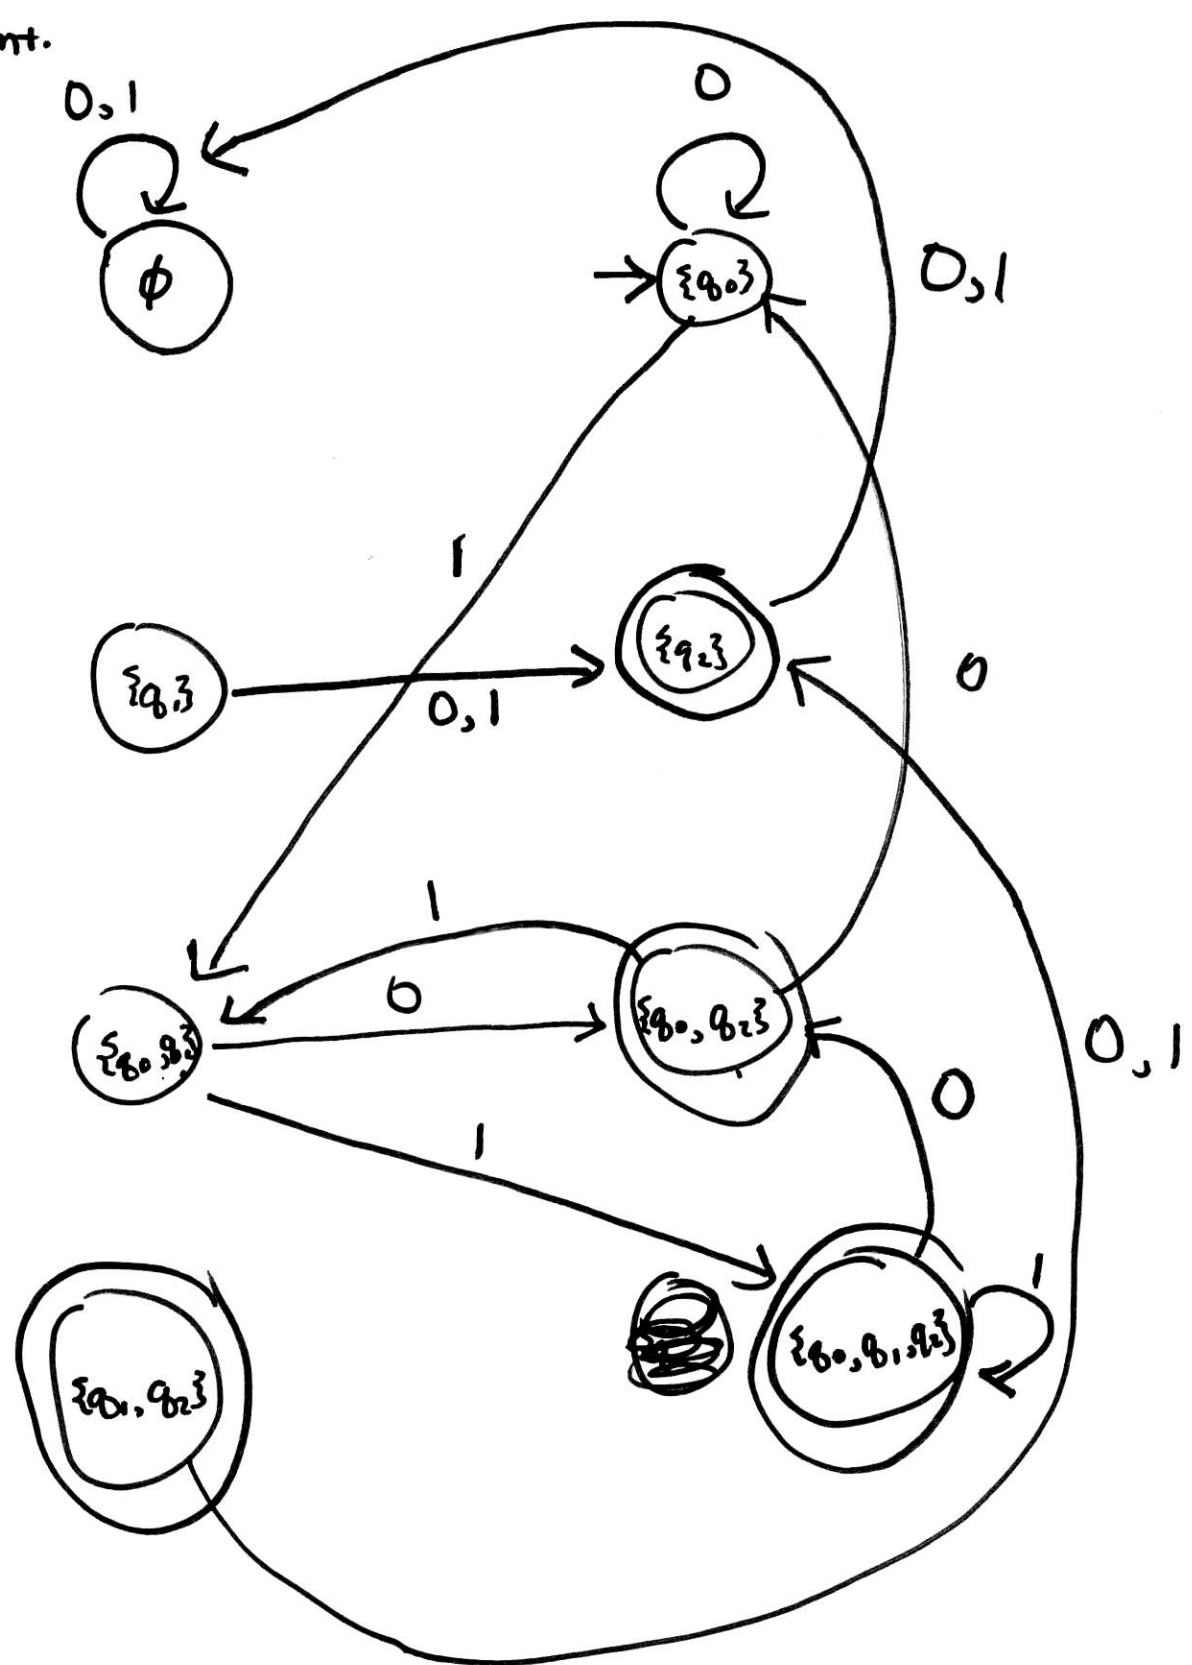 nt.
0,1
0
ϕ
{q₀}
0,1
1
{q₁}
0,1
{q₂}
0
1
0
{q₀,q₁}
{q₀,q₂}
0,1
0
1
1
{q₁,q₂}
{q₀,q₁,q₂}